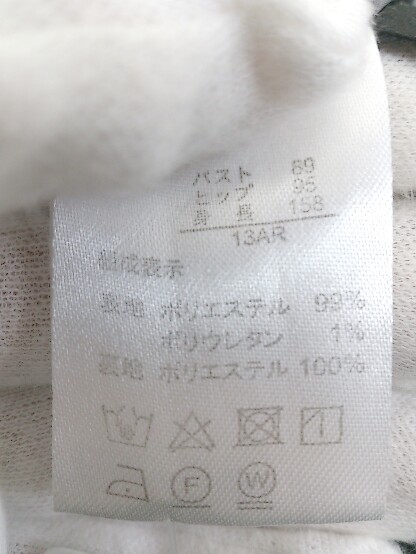 バスト 89
ヒップ 95
身長 158
13AR
組成表示
表地 ポリエステル 99%
ポリウレタン 1%
裏地 ポリエステル 100%
F W